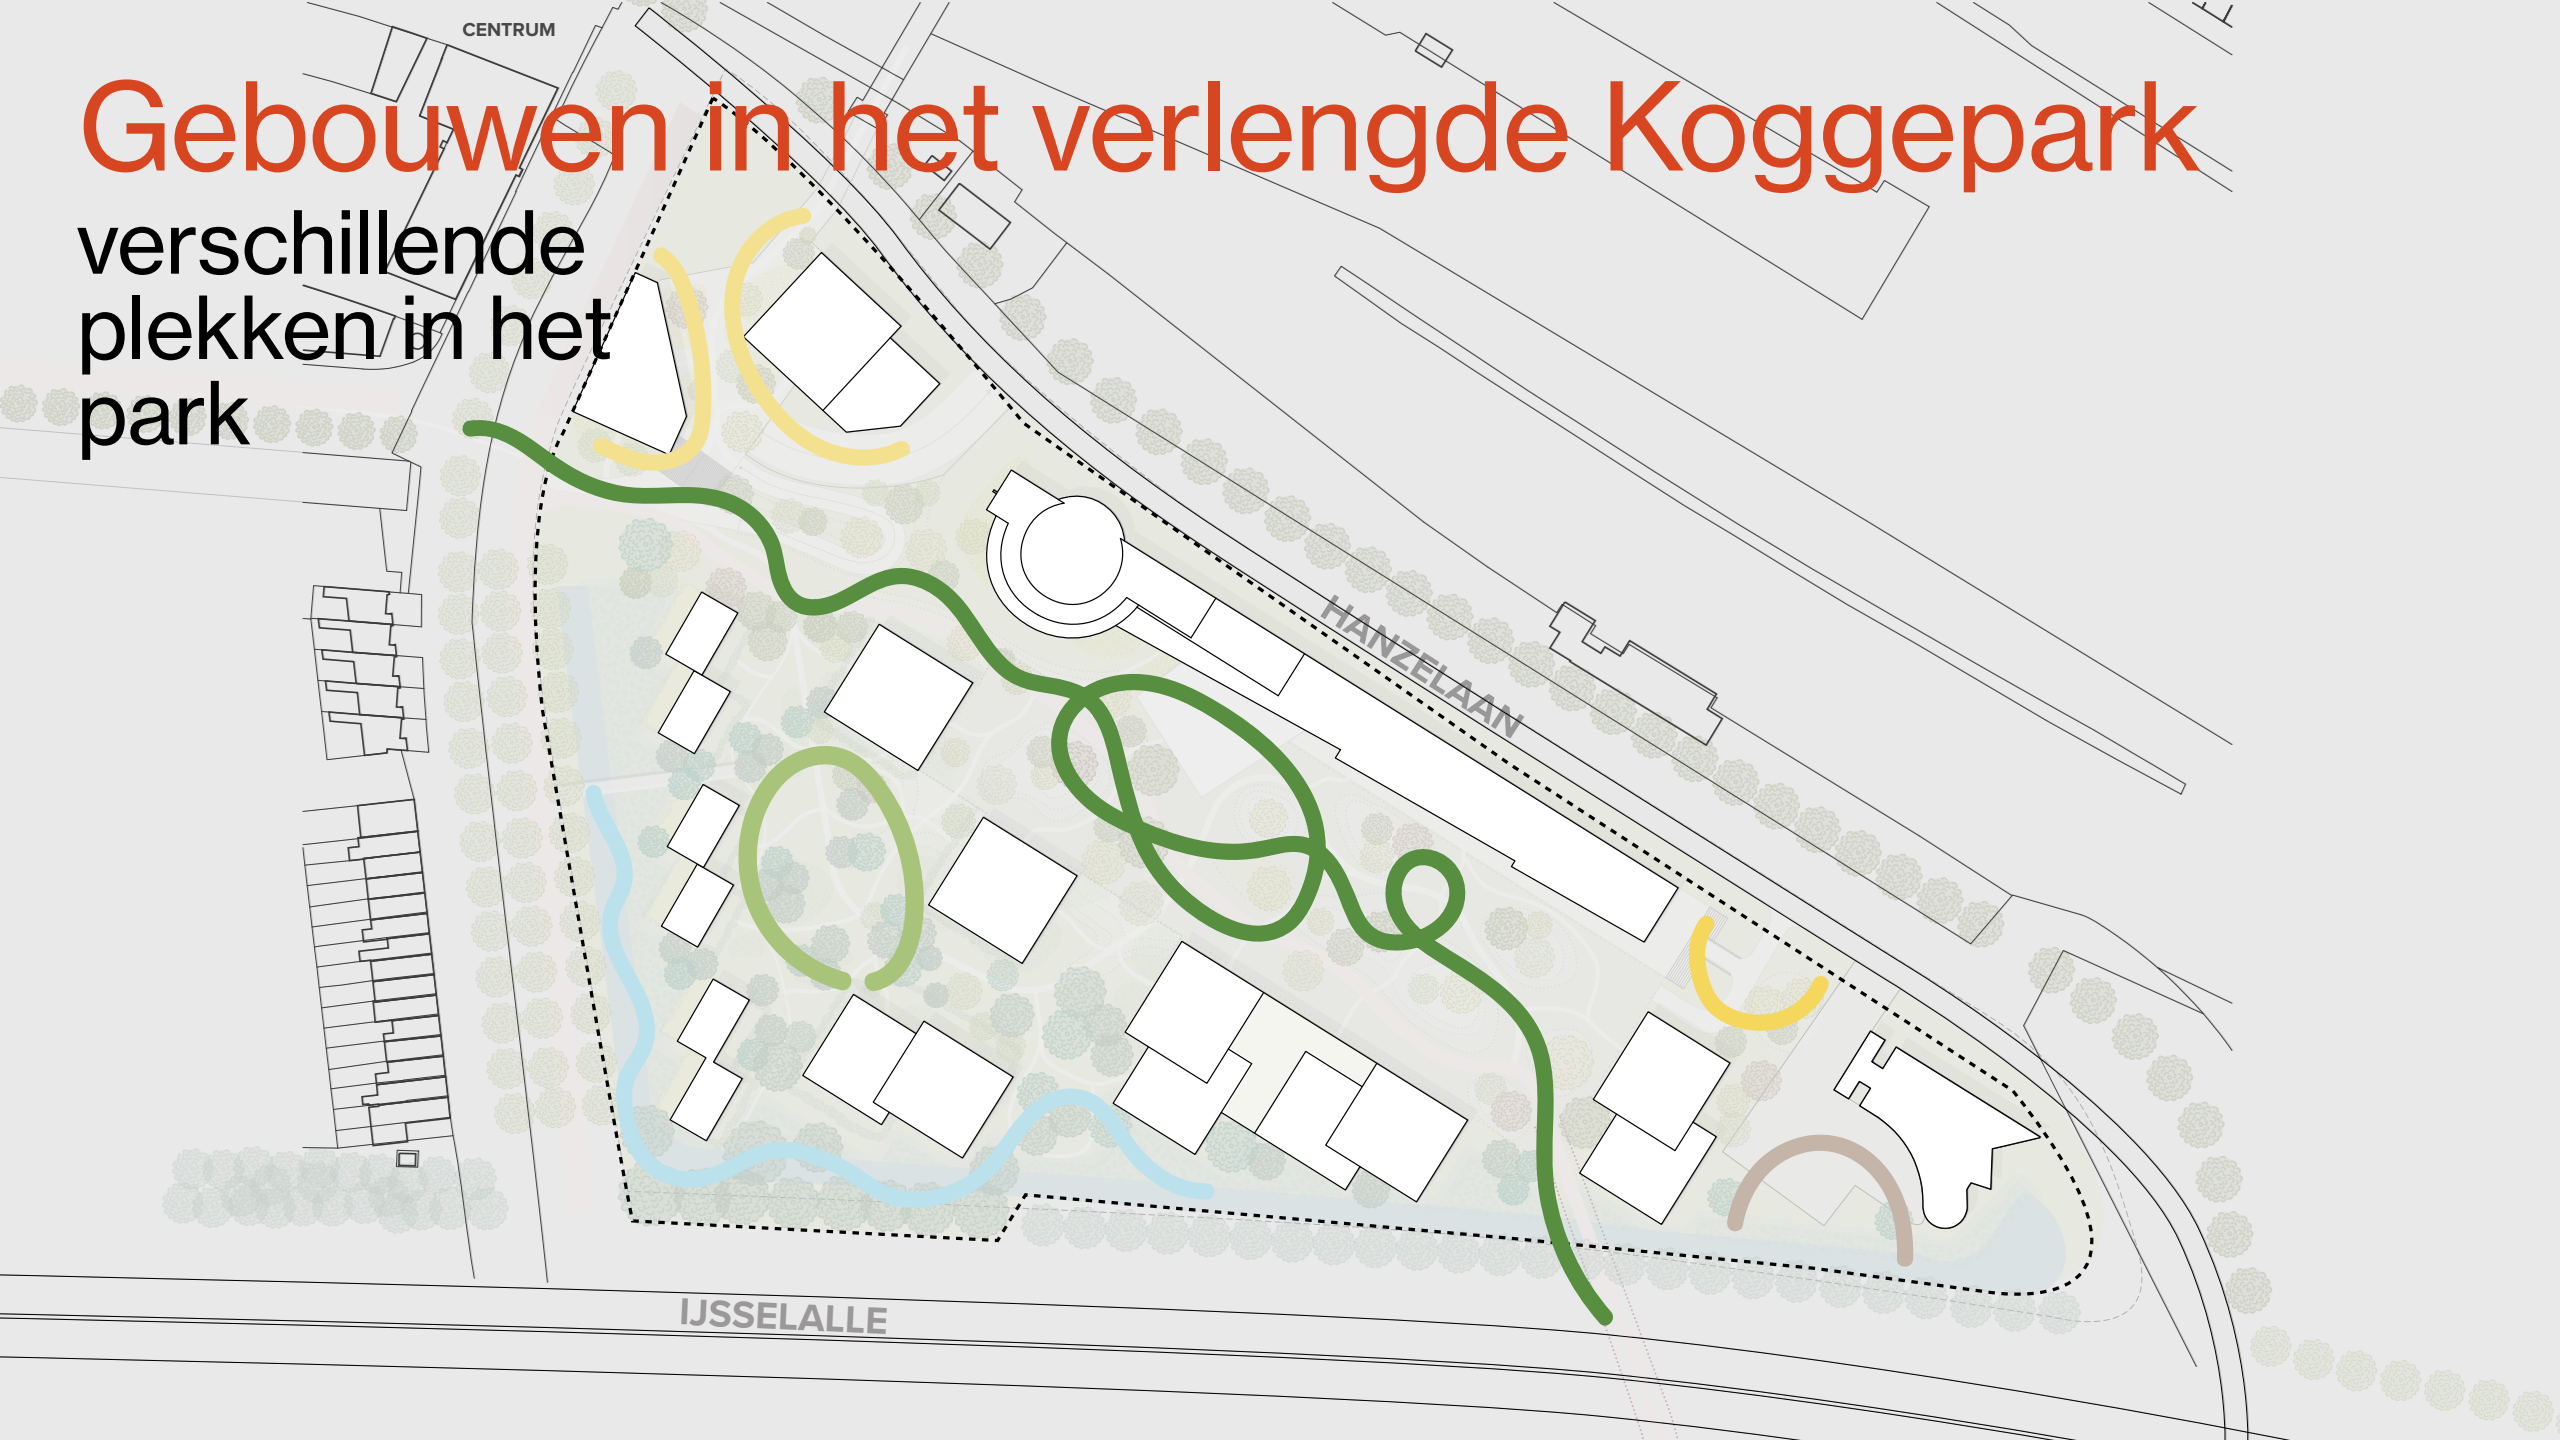 CENTRUM
Gebouwen in het verlengde Koggepark
verschillende
plekken in het
park
HANZELAAN
IJSSELALLE